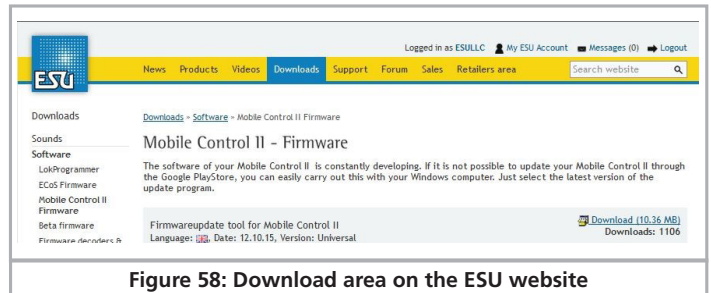 Logged in as ESULLC My ESU Account Messages (0) Logout
ESU
News Products Videos Downloads Support Forum Sales Retailers area Search website
Downloads
Sounds
Software
LokProgrammer
ECoS Firmware
Mobile Control II
Firmware
Beta firmware
Firmware decoders &
Downloads » Software » Mobile Control II Firmware
Mobile Control II - Firmware
The software of your Mobile Control II is constantly developing. If it is not possible to update your Mobile Control II through
the Google PlayStore, you can easily carry out this with your Windows computer. Just select the latest version of the
update program.
Firmwareupdate tool for Mobile Control II
Language: , Date: 12.10.15, Version: Universal
Download (10.36 MB)
Downloads: 1106
Figure 58: Download area on the ESU website